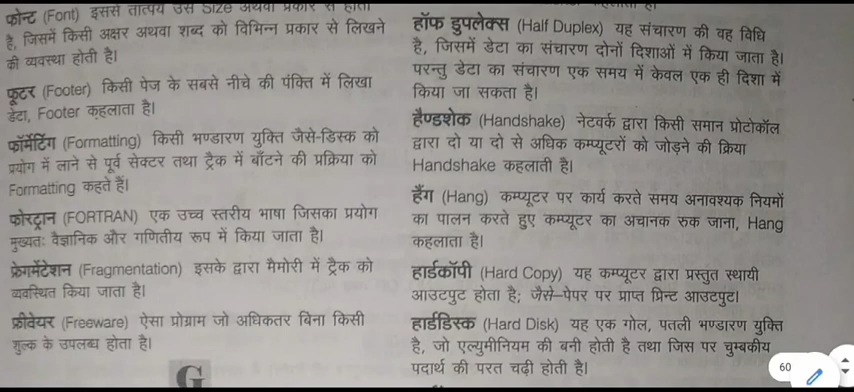 फोन्ट (Font) इससे तात्पर्य उस Size अथवा प्रकार से होता
है, जिसमें किसी अक्षर अथवा शब्द को विभिन्न प्रकार से लिखने
की व्यवस्था होती है।
फूटर (Footer) किसी पेज के सबसे नीचे की पंक्ति में लिखा
डेटा, Footer कहलाता है।
फॉर्मेटिंग (Formatting) किसी भण्डारण युक्ति जैसे-डिस्क को
प्रयोग में लाने से पूर्व सेक्टर तथा ट्रैक में बाँटने की प्रक्रिया को
Formatting कहते हैं।
फोरट्रान (FORTRAN) एक उच्च स्तरीय भाषा जिसका प्रयोग
मुख्यतः वैज्ञानिक और गणितीय रूप में किया जाता है।
फ्रेगमेंटेशन (Fragmentation) इसके द्वारा मैमोरी में ट्रैक को
व्यवस्थित किया जाता है।
फ्रीवेयर (Freeware) ऐसा प्रोग्राम जो अधिकतर बिना किसी
शुल्क के उपलब्ध होता है।
G
हॉफ डुपलेक्स (Half Duplex) यह संचारण की वह विधि
है, जिसमें डेटा का संचारण दोनों दिशाओं में किया जाता है।
परन्तु डेटा का संचारण एक समय में केवल एक ही दिशा में
किया जा सकता है।
हैण्डशेक (Handshake) नेटवर्क द्वारा किसी समान प्रोटोकॉल
द्वारा दो या दो से अधिक कम्प्यूटरों को जोड़ने की क्रिया
Handshake कहलाती है।
हैंग (Hang) कम्प्यूटर पर कार्य करते समय अनावश्यक नियमों
का पालन करते हुए कम्प्यूटर का अचानक रुक जाना, Hang
कहलाता है।
हार्डकॉपी (Hard Copy) यह कम्प्यूटर द्वारा प्रस्तुत स्थायी
आउटपुट होता है; जैसे–पेपर पर प्राप्त प्रिन्ट आउटपुट।
हार्डडिस्क (Hard Disk) यह एक गोल, पतली भण्डारण युक्ति
है, जो एल्युमीनियम की बनी होती है तथा जिस पर चुम्बकीय
पदार्थ की परत चढ़ी होती है।
60